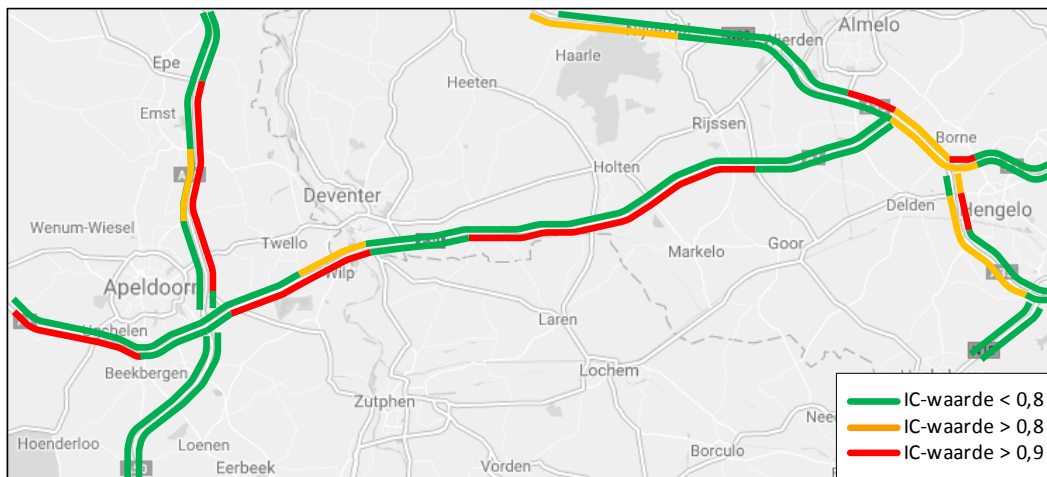 Almelo
Wierden
Haarle
Epe
Heeten
Emst
Rijssen
Borne
Holten
Deventer
Delden
Hengelo
Wenum-Wiesel
Twello
Markelo
Goor
Wilp
Apeldoorn
Laren
Beekbergen
Lochem
Zutphen
IC-waarde < 0,8
IC-waarde > 0,8
IC-waarde > 0,9
Hoenderloo
Loenen
Eerbeek
Vorden
Borculo
Nee